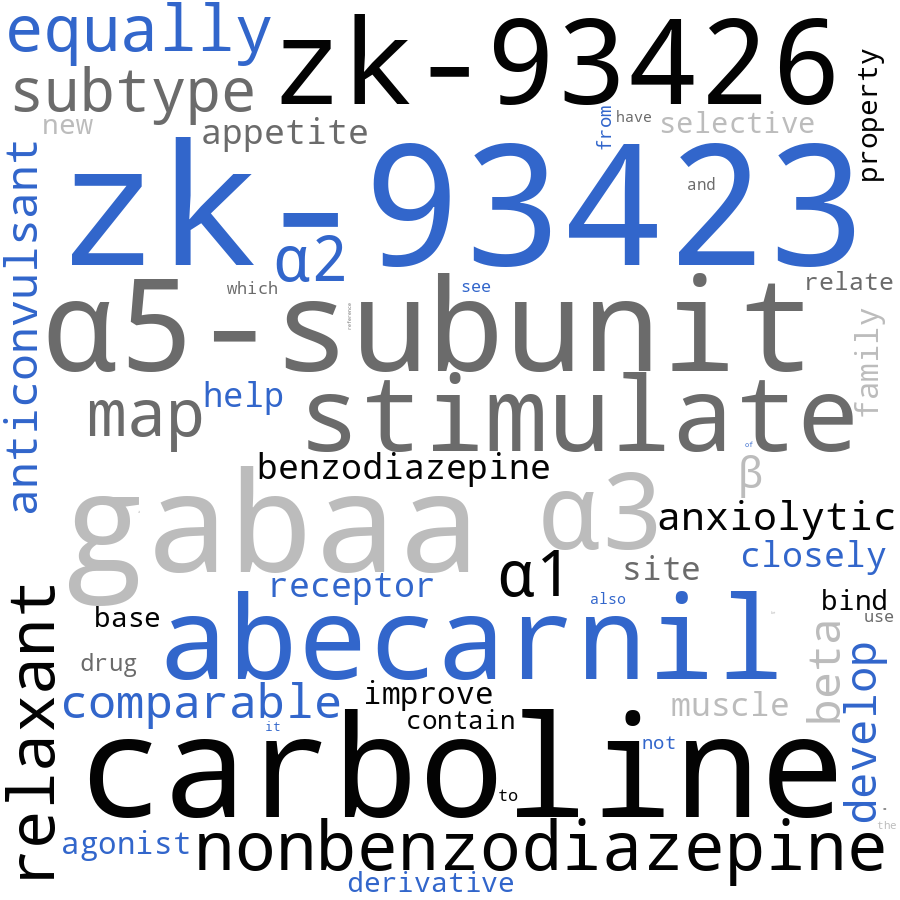 equally
zk-93426
subtype
property
new
appetite
from
have
selective
anticonvulsant
zk-93423
and
α2
which
see
relate
α5-subunit
reference
family
map
help
stimulate
of
benzodiazepine
β
gabaa
α3
anxiolytic
α1
site
closely
receptor
relaxant
base
also
bind
use
abecarnil
drug
beta
develop
comparable
improve
muscle
contain
it
not
carboline
to
the
agonist
nonbenzodiazepine
derivative